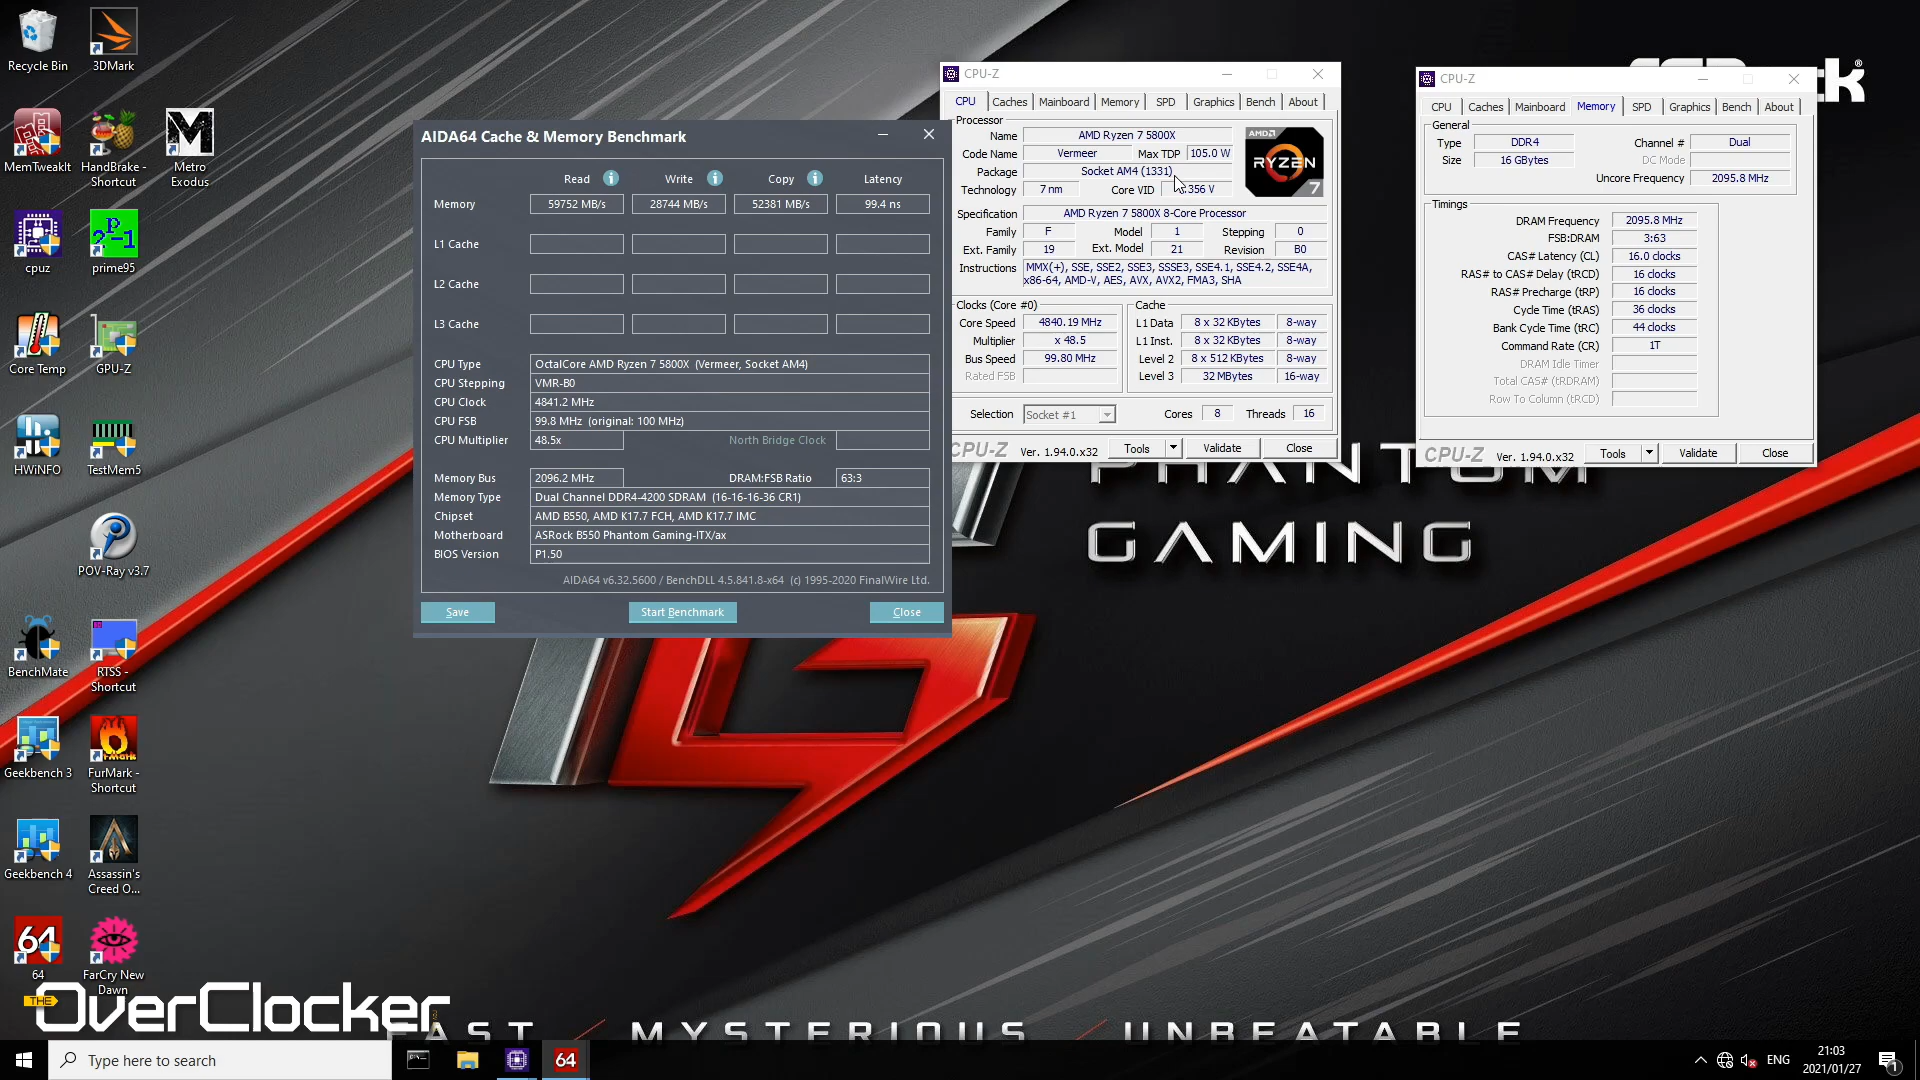 Recycle Bin
3DMark
MemTweakIt
HandBrake - Shortcut
Metro Exodus
cpuz
prime95
Core Temp
GPU-Z
HWiNFO
TestMem5
POV-Ray v3.7
BenchMate
RTSS - Shortcut
Geekbench 3
FurMark - Shortcut
Geekbench 4
Assassin's Creed O...
64
FarCry New Dawn
AIDA64 Cache & Memory Benchmark
Read Write Copy Latency
Memory 59752 MB/s 28744 MB/s 52381 MB/s 99.4 ns
L1 Cache
L2 Cache
L3 Cache
CPU Type OctalCore AMD Ryzen 7 5800X (Vermeer, Socket AM4)
CPU Stepping VMR-B0
CPU Clock 4841.2 MHz
CPU FSB 99.8 MHz (original: 100 MHz)
CPU Multiplier 48.5x North Bridge Clock
Memory Bus 2096.2 MHz DRAM:FSB Ratio 63:3
Memory Type Dual Channel DDR4-4200 SDRAM (16-16-16-36 CR1)
Chipset AMD B550, AMD K17.7 FCH, AMD K17.7 IMC
Motherboard ASRock B550 Phantom Gaming-ITX/ax
BIOS Version P1.50
AIDA64 v6.32.5600 / BenchDLL 4.5.841.8-x64 (c) 1995-2020 FinalWire Ltd.
Save Start Benchmark Close
CPU-Z
CPU Caches Mainboard Memory SPD Graphics Bench About
Processor
Name AMD Ryzen 7 5800X
Code Name Vermeer Max TDP 105.0 W
Package Socket AM4 (1331)
Technology 7 nm Core VID 356 V
AMD RYZEN 7
Specification AMD Ryzen 7 5800X 8-Core Processor
Family F Model 1 Stepping 0
Ext. Family 19 Ext. Model 21 Revision B0
Instructions MMX(+), SSE, SSE2, SSE3, SSSE3, SSE4.1, SSE4.2, SSE4A,
x86-64, AMD-V, AES, AVX, AVX2, FMA3, SHA
Clocks (Core #0) Cache
Core Speed 4840.19 MHz L1 Data 8 x 32 KBytes 8-way
Multiplier x 48.5 L1 Inst. 8 x 32 KBytes 8-way
Bus Speed 99.80 MHz Level 2 8 x 512 KBytes 8-way
Rated FSB Level 3 32 MBytes 16-way
Selection Socket #1 Cores 8 Threads 16
CPU-Z Ver. 1.94.0.x32 Tools Validate Close
CPU-Z
CPU Caches Mainboard Memory SPD Graphics Bench About
General
Type DDR4 Channel # Dual
Size 16 GBytes DC Mode
Uncore Frequency 2095.8 MHz
Timings
DRAM Frequency 2095.8 MHz
FSB:DRAM 3:63
CAS# Latency (CL) 16.0 clocks
RAS# to CAS# Delay (tRCD) 16 clocks
RAS# Precharge (tRP) 16 clocks
Cycle Time (tRAS) 36 clocks
Bank Cycle Time (tRC) 44 clocks
Command Rate (CR) 1T
DRAM Idle Timer
Total CAS# (tRDRAM)
Row To Column (tRCD)
CPU-Z Ver. 1.94.0.x32 Tools Validate Close
PHANTOM
GAMING
THE
OverClocker
FAST / MYSTERIOUS / UNBEATABLE
Type here to search
64
ENG
21:03
2021/01/27
1